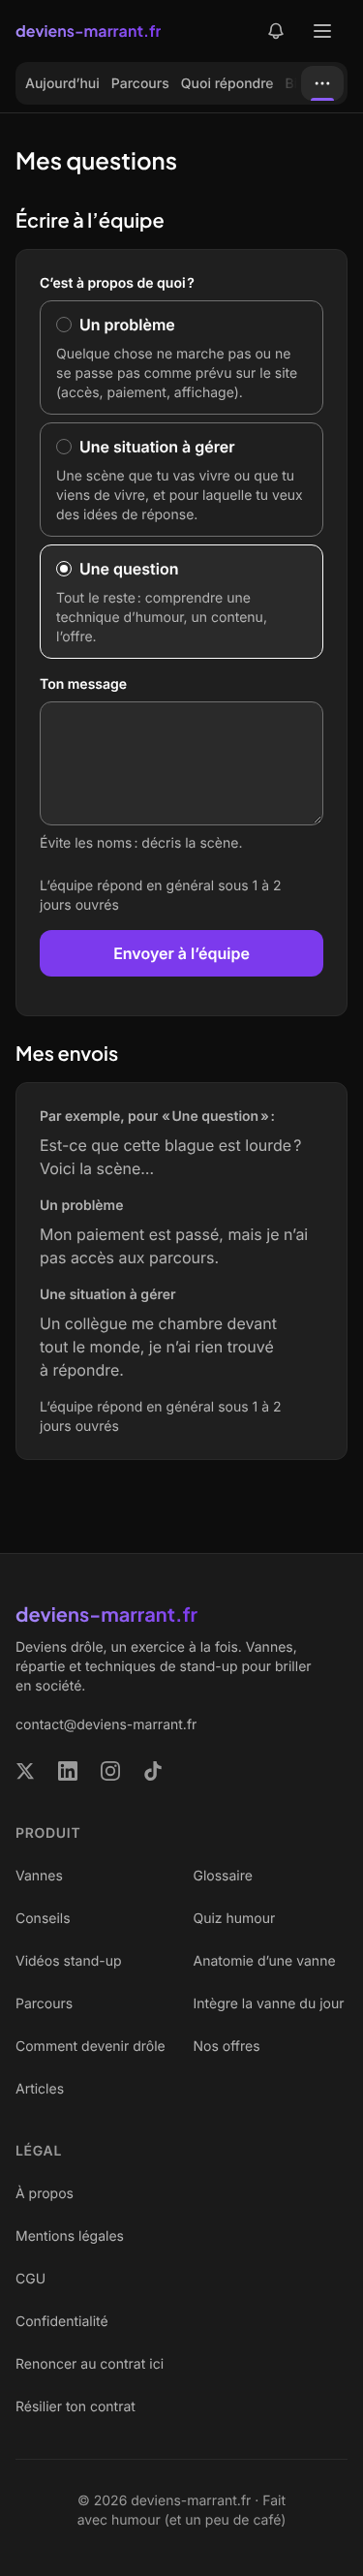 deviens-marrant.fr
Aujourd’hui Parcours Quoi répondre
Mes questions
Écrire à l’équipe
C’est à propos de quoi ?
Un problème
Quelque chose ne marche pas ou ne
se passe pas comme prévu sur le site
(accès, paiement, affichage).
Une situation à gérer
Une scène que tu vas vivre ou que tu
viens de vivre, et pour laquelle tu veux
des idées de réponse.
Une question
Tout le reste : comprendre une
technique d’humour, un contenu,
l’offre.
Ton message
Évite les noms : décris la scène.
L’équipe répond en général sous 1 à 2
jours ouvrés
Envoyer à l’équipe
Mes envois
Par exemple, pour « Une question » :
Est-ce que cette blague est lourde ?
Voici la scène…
Un problème
Mon paiement est passé, mais je n’ai
pas accès aux parcours.
Une situation à gérer
Un collègue me chambre devant
tout le monde, je n’ai rien trouvé
à répondre.
L’équipe répond en général sous 1 à 2
jours ouvrés
deviens-marrant.fr
Deviens drôle, un exercice à la fois. Vannes,
répartie et techniques de stand-up pour briller
en société.
contact@deviens-marrant.fr
PRODUIT
Vannes Glossaire
Conseils Quiz humour
Vidéos stand-up Anatomie d’une vanne
Parcours Intègre la vanne du jour
Comment devenir drôle Nos offres
Articles
LÉGAL
À propos
Mentions légales
CGU
Confidentialité
Renoncer au contrat ici
Résilier ton contrat
© 2026 deviens-marrant.fr · Fait
avec humour (et un peu de café)